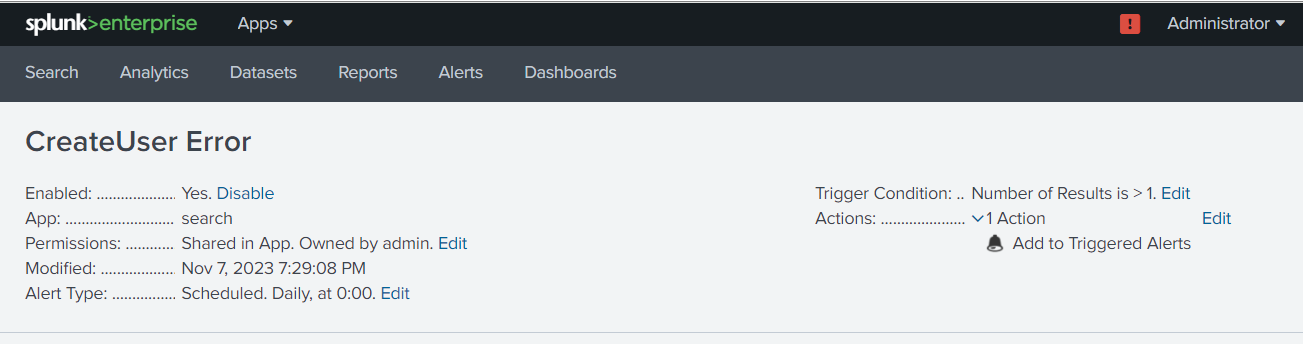 splunk>enterprise Apps Administrator
Search Analytics Datasets Reports Alerts Dashboards
CreateUser Error
Enabled: ................... Yes. Disable
App: .......................... search
Permissions: ............ Shared in App. Owned by admin. Edit
Modified: .................. Nov 7, 2023 7:29:08 PM
Alert Type: ................ Scheduled. Daily, at 0:00. Edit
Trigger Condition: .. Number of Results is > 1. Edit
Actions: .................... 1 Action Edit
Add to Triggered Alerts